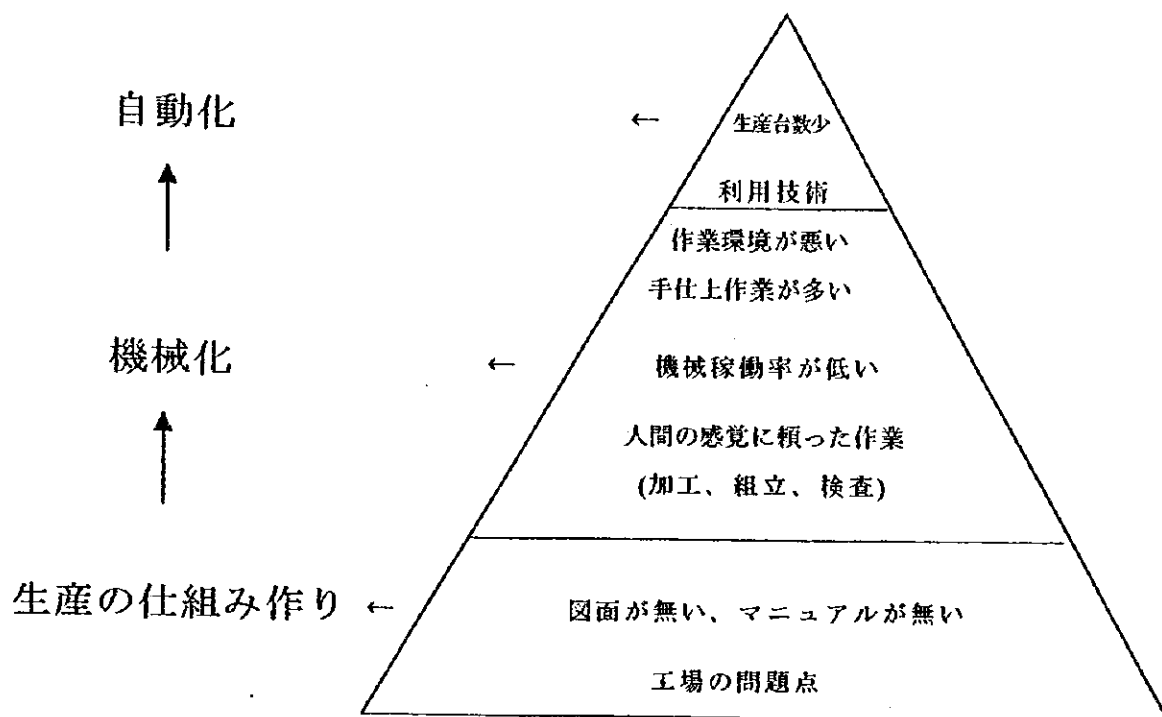 自動化
← 生産台数少
利用技術
作業環境が悪い
手仕上作業が多い
機械化
← 機械稼働率が低い
人間の感覚に頼った作業
(加工、組立、検査)
生産の仕組み作り ← 図面が無い、マニュアルが無い
工場の問題点